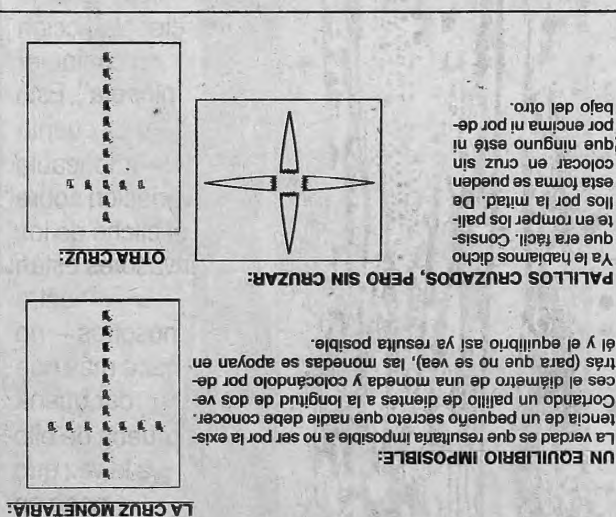 UN EQUILIBRIO IMPOSIBLE:
La verdad es que resultaría imposible a no ser por la exis-
tencia de un pequeño secreto que nadie debe conocer.
Cortando un palillo de dientes a la longitud de dos ve-
ces el diámetro de una moneda y colocándolo por de-
trás (para que no se vea), las monedas se apoyan en
él y el equilibrio así ya resulta posible.
PALILLOS CRUZADOS, PERO SIN CRUZAR:
Ya le habíamos dicho
que era fácil. Consis-
te en romper los pali-
llos por la mitad. De
esta forma se pueden
colocar en cruz sin
que ninguno esté ni
por encima ni por de-
bajo del otro.
LA CRUZ MONETARIA:
OTRA CRUZ: